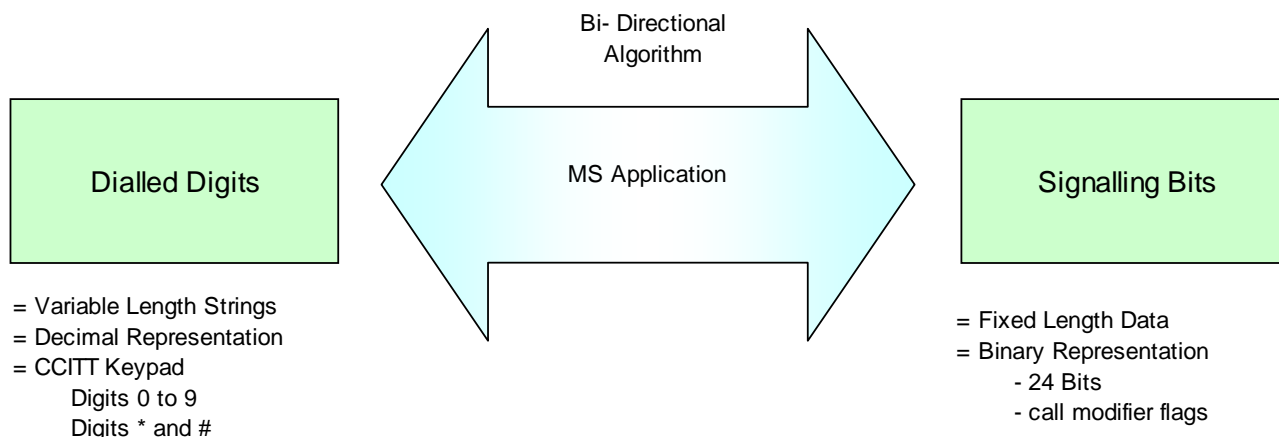 Bi- Directional
Algorithm
Dialled Digits
MS Application
Signalling Bits
= Variable Length Strings
= Decimal Representation
= CCITT Keypad
Digits 0 to 9
Digits * and #
= Fixed Length Data
= Binary Representation
- 24 Bits
- call modifier flags